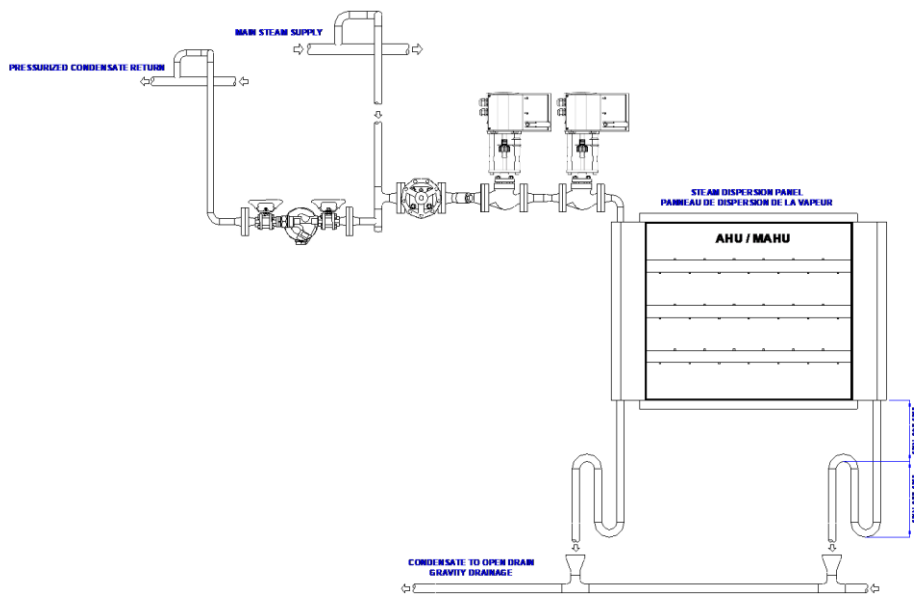 MAIN STEAM SUPPLY
PRESSURIZED CONDENSATE RETURN
STEAM DISPERSION PANEL
PANNEAU DE DISPERSION DE LA VAPEUR
AHU / MAHU
CONDENSATE TO OPEN DRAIN
GRAVITY DRAINAGE